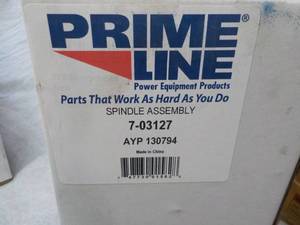 PRIME
LINE®
Power Equipment Products
Parts That Work As Hard As You Do
SPINDLE ASSEMBLY
7-03127
AYP 130794
Made in China